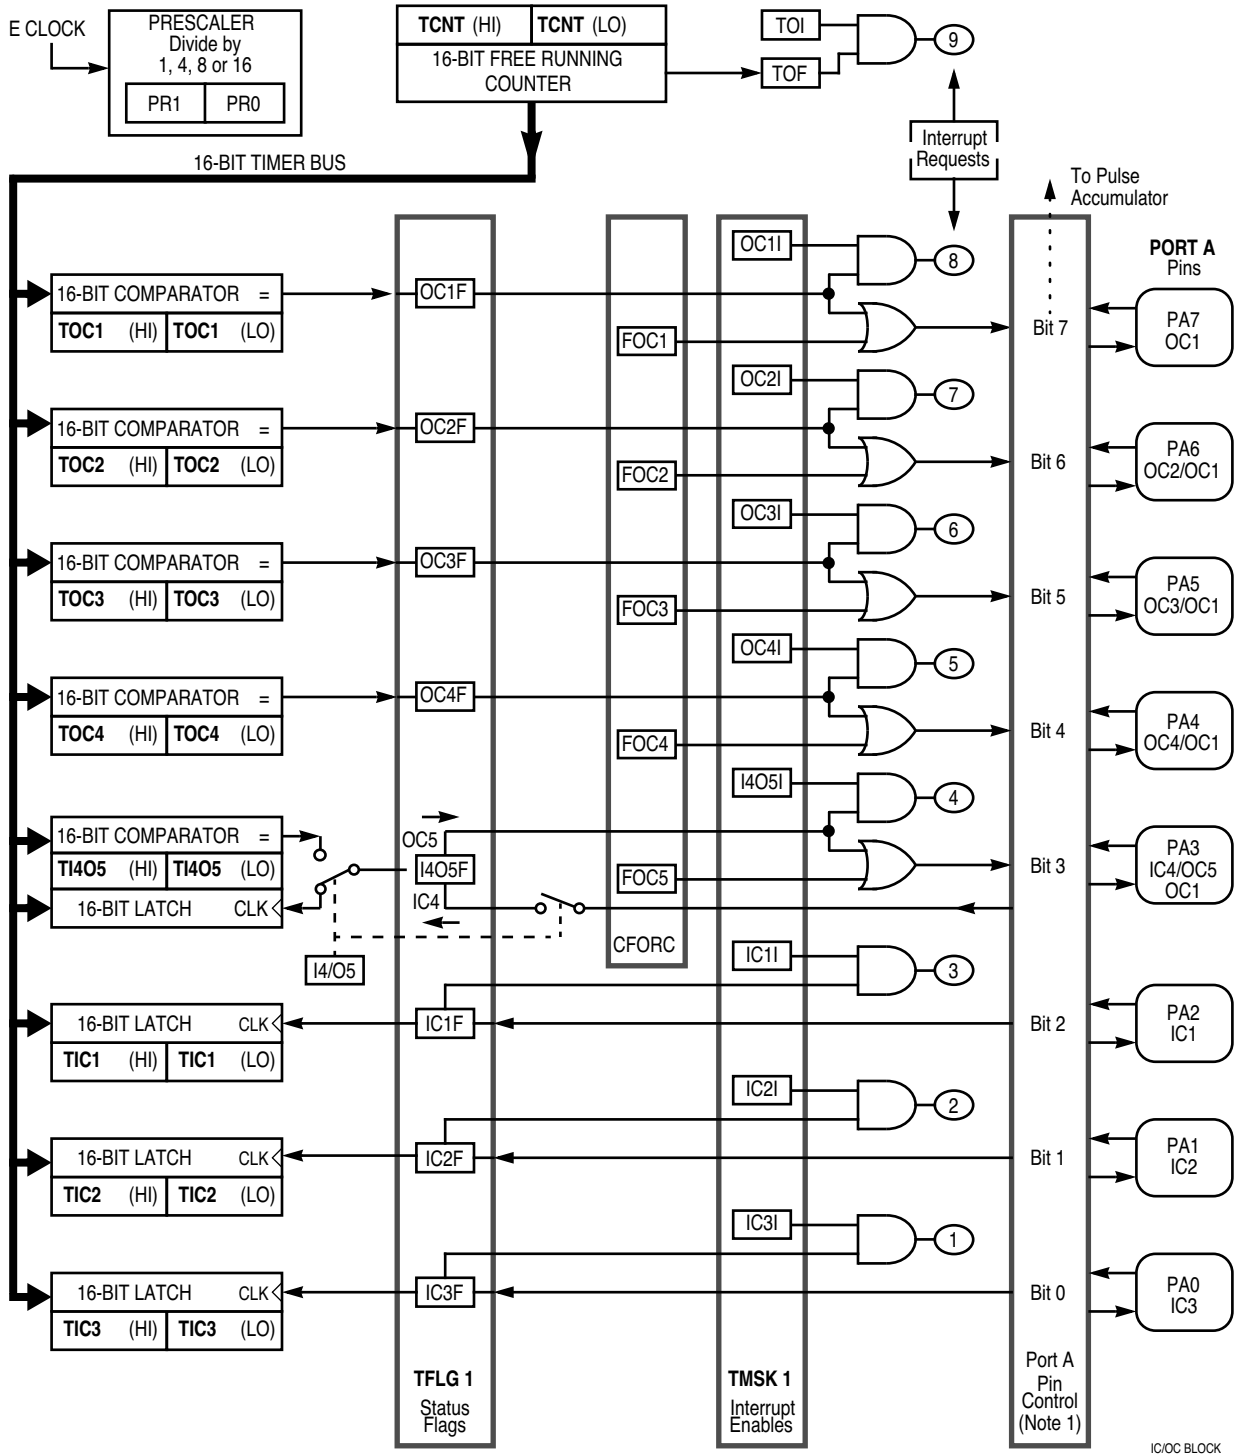 E CLOCK
PRESCALER
Divide by
1, 4, 8 or 16
PR1 PR0
TCNT (HI) TCNT (LO)
16-BIT FREE RUNNING
COUNTER
TOI
TOF
9
Interrupt
Requests
16-BIT TIMER BUS
To Pulse
Accumulator
PORT A
Pins
OC1I
8
16-BIT COMPARATOR =
TOC1 (HI) TOC1 (LO)
OC1F
FOC1
Bit 7
PA7
OC1
OC2I
7
16-BIT COMPARATOR =
TOC2 (HI) TOC2 (LO)
OC2F
FOC2
Bit 6
PA6
OC2/OC1
OC3I
6
16-BIT COMPARATOR =
TOC3 (HI) TOC3 (LO)
OC3F
FOC3
Bit 5
PA5
OC3/OC1
OC4I
5
16-BIT COMPARATOR =
TOC4 (HI) TOC4 (LO)
OC4F
FOC4
Bit 4
PA4
OC4/OC1
I4O5I
4
16-BIT COMPARATOR =
TI4O5 (HI) TI4O5 (LO)
16-BIT LATCH CLK
OC5
I4O5F
IC4
I4/O5
FOC5
CFORC
Bit 3
PA3
IC4/OC5
OC1
IC1I
3
16-BIT LATCH CLK
TIC1 (HI) TIC1 (LO)
IC1F
Bit 2
PA2
IC1
IC2I
2
16-BIT LATCH CLK
TIC2 (HI) TIC2 (LO)
IC2F
Bit 1
PA1
IC2
IC3I
1
16-BIT LATCH CLK
TIC3 (HI) TIC3 (LO)
IC3F
Bit 0
PA0
IC3
TFLG 1
Status
Flags
TMSK 1
Interrupt
Enables
Port A
Pin
Control
(Note 1)
IC/OC BLOCK